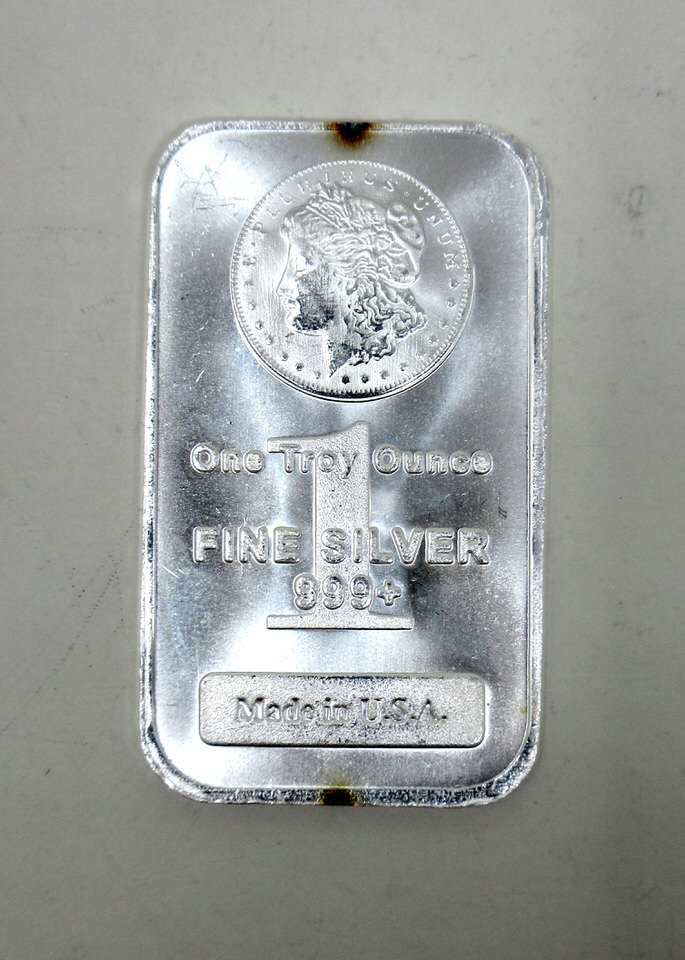 E · PLURIBUS · UNUM
1
One Troy Ounce
FINE SILVER
999+
Made in U.S.A.